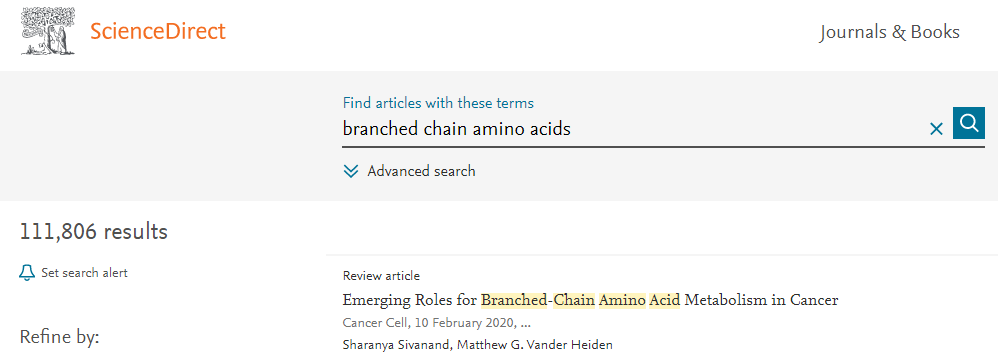 ScienceDirect
Journals & Books
Find articles with these terms
branched chain amino acids
Advanced search
111,806 results
Set search alert
Review article
Emerging Roles for Branched-Chain Amino Acid Metabolism in Cancer
Cancer Cell, 10 February 2020, ...
Refine by:
Sharanya Sivanand, Matthew G. Vander Heiden